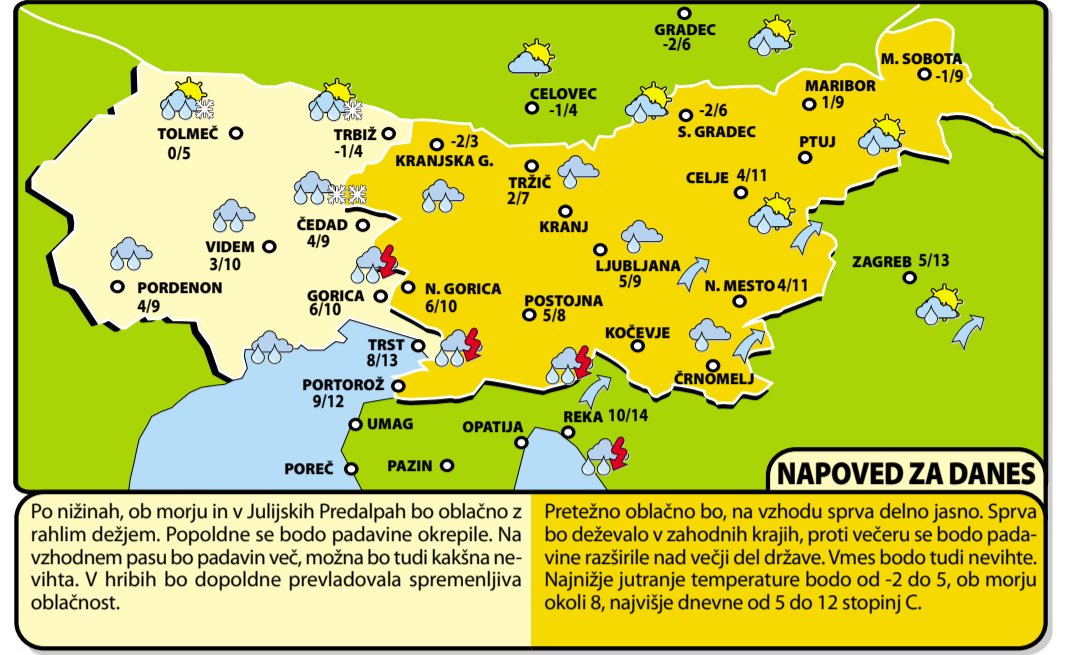 GRADEC
-2/6
M. SOBOTA
-1/9
CELOVEC
-1/4
MARIBOR
1/9
-2/6
S. GRADEC
TOLMEČ
0/5
TRBIŽ
-1/4
-2/3
KRANJSKA G.
PTUJ
TRŽIČ
2/7
CELJE 4/11
KRANJ
ČEDAD
4/9
VIDEM
3/10
LJUBLJANA
5/9
ZAGREB 5/13
PORDENON
4/9
GORICA
6/10
N. GORICA
6/10
N. MESTO 4/11
POSTOJNA
5/8
KOČEVJE
TRST
8/13
ČRNOMELJ
PORTOROŽ
9/12
UMAG
OPATIJA
REKA 10/14
POREČ
PAZIN
NAPOVED ZA DANES
Po nižinah, ob morju in v Julijskih Predalpah bo oblačno z
rahlim dežjem. Popoldne se bodo padavine okrepile. Na
vzhodnem pasu bo padavin več, možna bo tudi kakšna ne-
vihta. V hribih bo dopoldne prevladovala spremenljiva
oblačnost.
Pretežno oblačno bo, na vzhodu sprva delno jasno. Sprva
bo deževalo v zahodnih krajih, proti večeru se bodo pada-
vine razširile nad večji del države. Vmes bodo tudi nevihte.
Najnižje jutranje temperature bodo od -2 do 5, ob morju
okoli 8, najvišje dnevne od 5 do 12 stopinj C.